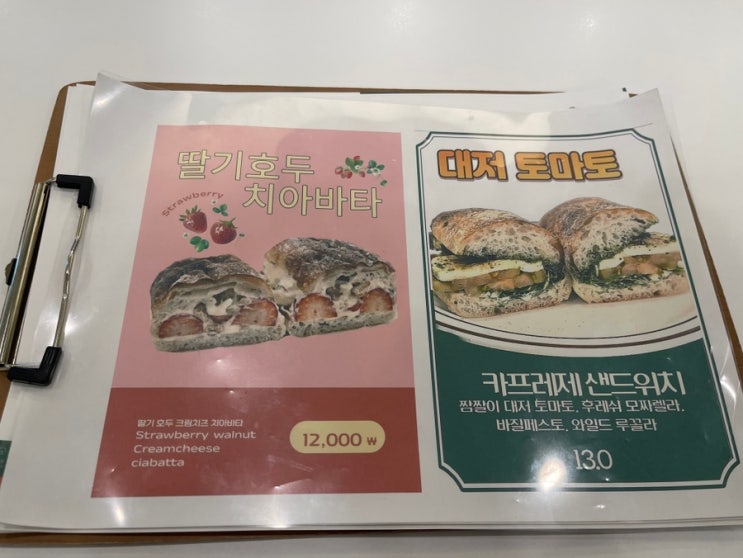 딸기호두
치아바타
Strawberry
딸기 호두 크림치즈 치아바타
Strawberry walnut
Creamcheese
ciabatta
12,000 ₩
대저 토마토
카프레제 샌드위치
짬짤이 대저 토마토, 후레쉬 모짜렐라,
바질페스토, 와일드 루꼴라
13.0